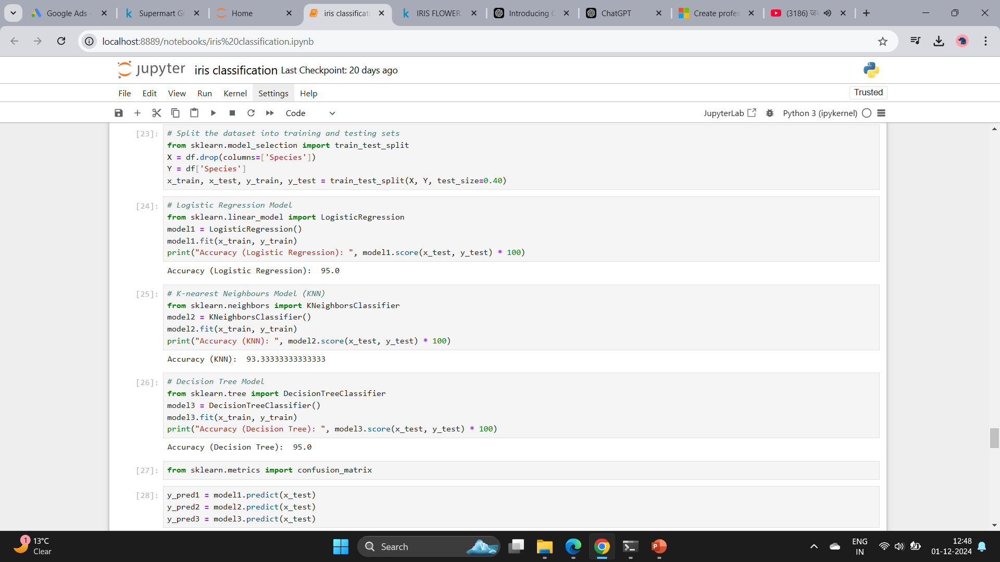 Google Ads -
Supermart Gr
Home
iris classificati
IRIS FLOWER
Introducing C
ChatGPT
Create profes
(3186)
localhost:8889/notebooks/iris%20classification.ipynb
jupyter iris classification Last Checkpoint: 20 days ago
File Edit View Run Kernel Settings Help
Trusted
Code
JupyterLab
Python 3 (ipykernel)
[23]:
# Split the dataset into training and testing sets
from sklearn.model_selection import train_test_split
X = df.drop(columns=['Species'])
Y = df['Species']
x_train, x_test, y_train, y_test = train_test_split(X, Y, test_size=0.40)
[24]:
# Logistic Regression Model
from sklearn.linear_model import LogisticRegression
model1 = LogisticRegression()
model1.fit(x_train, y_train)
print("Accuracy (Logistic Regression): ", model1.score(x_test, y_test) * 100)
Accuracy (Logistic Regression):  95.0
[25]:
# K-nearest Neighbours Model (KNN)
from sklearn.neighbors import KNeighborsClassifier
model2 = KNeighborsClassifier()
model2.fit(x_train, y_train)
print("Accuracy (KNN): ", model2.score(x_test, y_test) * 100)
Accuracy (KNN):  93.33333333333333
[26]:
# Decision Tree Model
from sklearn.tree import DecisionTreeClassifier
model3 = DecisionTreeClassifier()
model3.fit(x_train, y_train)
print("Accuracy (Decision Tree): ", model3.score(x_test, y_test) * 100)
Accuracy (Decision Tree):  95.0
[27]:
from sklearn.metrics import confusion_matrix
[28]:
y_pred1 = model1.predict(x_test)
y_pred2 = model2.predict(x_test)
y_pred3 = model3.predict(x_test)
1
13°C
Clear
Search
ENG
IN
12:48
01-12-2024